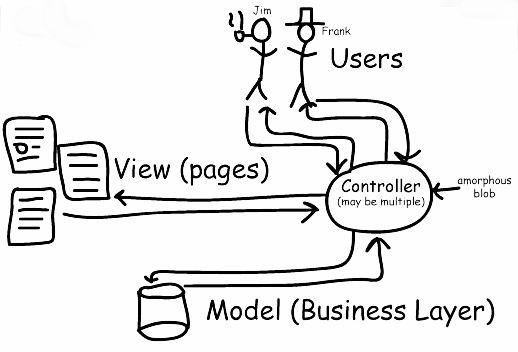 Jim
Frank
Users
View (pages)
Controller
(may be multiple)
amorphous
blob
Model (Business Layer)